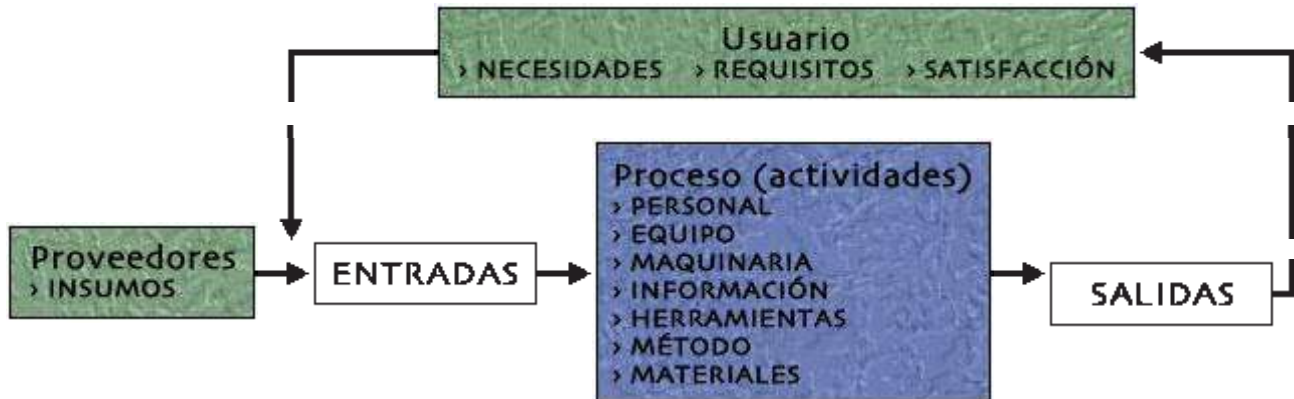 Usuario
› NECESIDADES › REQUISITOS › SATISFACCIÓN
Proveedores
› INSUMOS
ENTRADAS
Proceso (actividades)
› PERSONAL
› EQUIPO
› MAQUINARIA
› INFORMACIÓN
› HERRAMIENTAS
› MÉTODO
› MATERIALES
SALIDAS